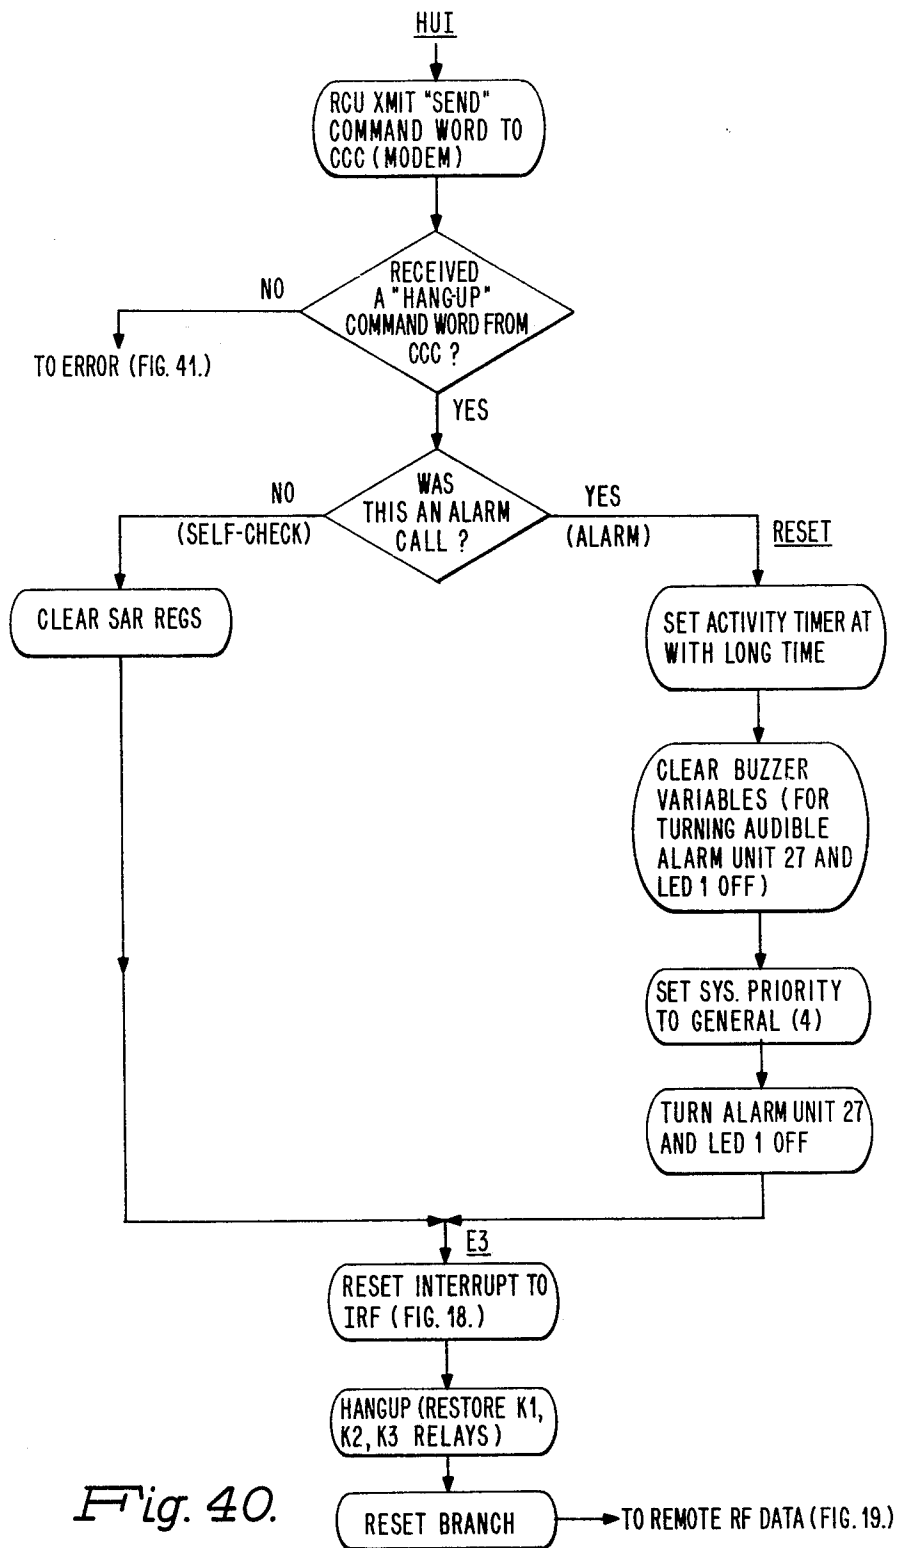 HUI
RCU XMIT "SEND"
COMMAND WORD TO
CCC (MODEM)
RECEIVED
A "HANG-UP"
COMMAND WORD FROM
CCC ?
NO
TO ERROR (FIG. 41.)
YES
WAS
THIS AN ALARM
CALL ?
NO
(SELF-CHECK)
YES
(ALARM)
RESET
CLEAR SAR REGS
SET ACTIVITY TIMER AT
WITH LONG TIME
CLEAR BUZZER
VARIABLES (FOR
TURNING AUDIBLE
ALARM UNIT 27 AND
LED 1 OFF)
SET SYS. PRIORITY
TO GENERAL (4)
TURN ALARM UNIT 27
AND LED 1 OFF
E3
RESET INTERRUPT TO
IRF (FIG. 18.)
HANGUP (RESTORE K1,
K2, K3 RELAYS)
RESET BRANCH
TO REMOTE RF DATA (FIG. 19.)
Fig. 40.